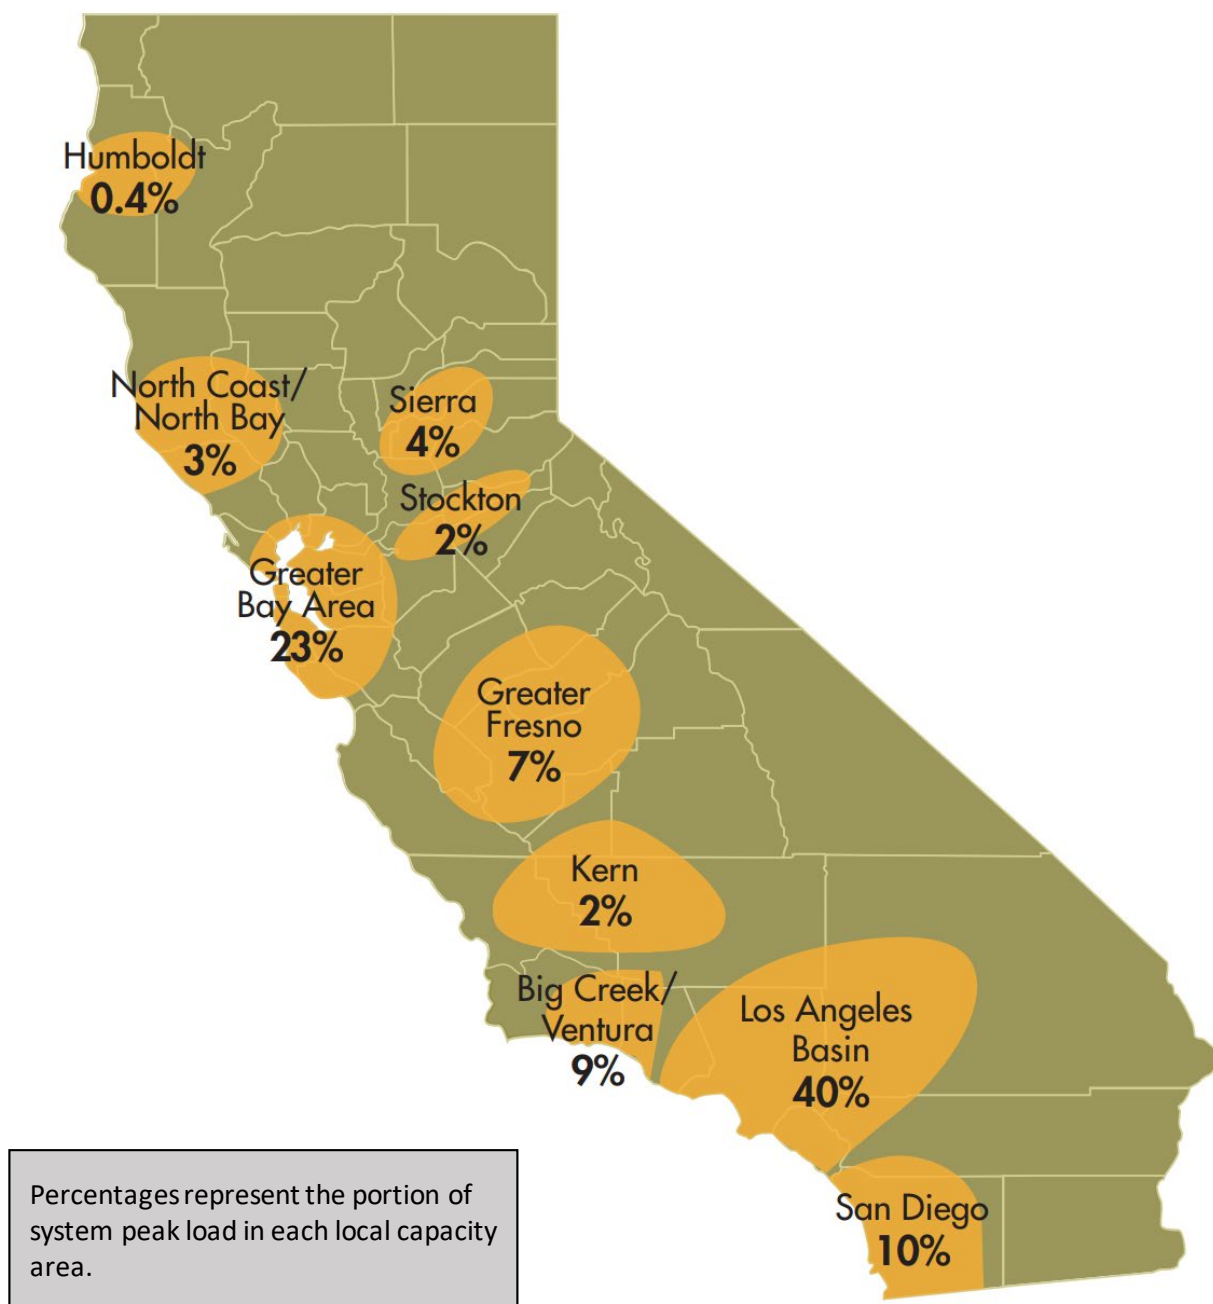 Humboldt
0.4%
North Coast/
North Bay
3%
Sierra
4%
Stockton
2%
Greater
Bay Area
23%
Greater
Fresno
7%
Kern
2%
Big Creek/
Ventura
9%
Los Angeles
Basin
40%
San Diego
10%
Percentages represent the portion of
system peak load in each local capacity
area.